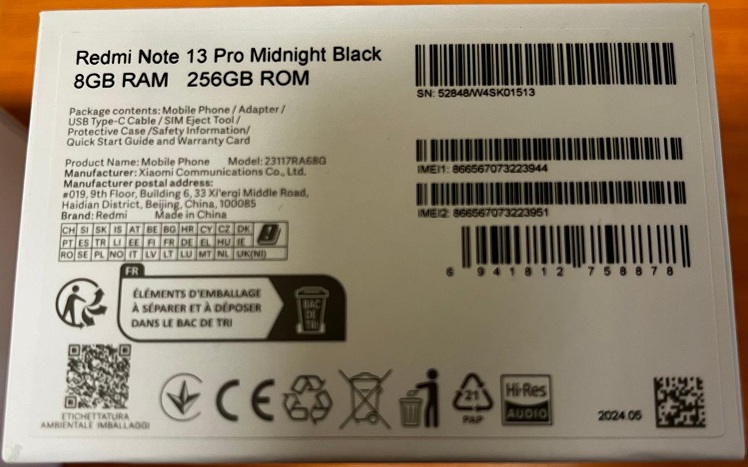 Redmi Note 13 Pro Midnight Black
8GB RAM 256GB ROM
Package contents: Mobile Phone / Adapter /
USB Type-C Cable / SIM Eject Tool /
Protective Case /Safety Information/
Quick Start Guide and Warranty Card
Product Name: Mobile Phone Model: 23117RA68G
Manufacturer: Xiaomi Communications Co., Ltd.
Manufacturer postal address:
#019, 9th Floor, Building 6, 33 Xi'erqi Middle Road,
Haidian District, Beijing, China, 100085
Brand: Redmi Made in China
CH SI SK IS AT BE BG HR CY CZ DK
PT ES TR LI EE FI FR DE EL HU IE
RO SE PL NO IT LV LT LU MT NL UK(NI)
SN: 52848/W4SK01513
IMEI1: 866567073223944
IMEI2: 866567073223951
6 941812 758878
FR
ÉLÉMENTS D'EMBALLAGE
À SÉPARER ET À DÉPOSER
DANS LE BAC DE TRI
BAC
DE
TRI
ETICHETTATURA
AMBIENTALE IMBALLAGGI
CE
21
PAP
Hi-Res
AUDIO
2024.05